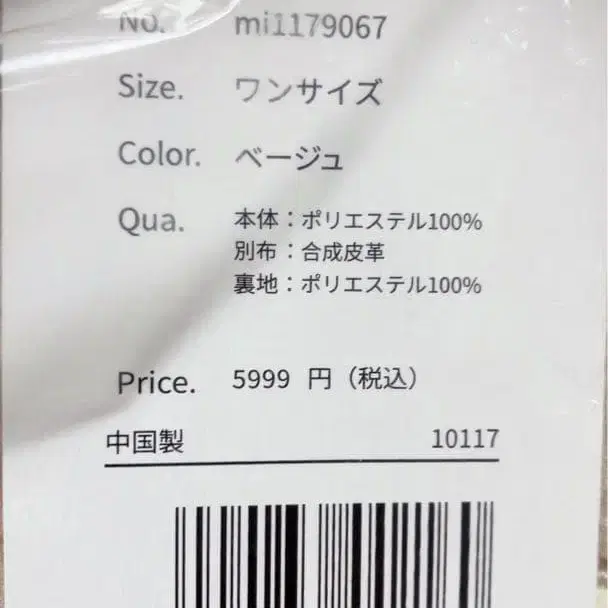 No. mi1179067
Size. ワンサイズ
Color. ベージュ
Qua. 本体：ポリエステル100%
別布：合成皮革
裏地：ポリエステル100%
Price. 5999 円（税込）
中国製 10117